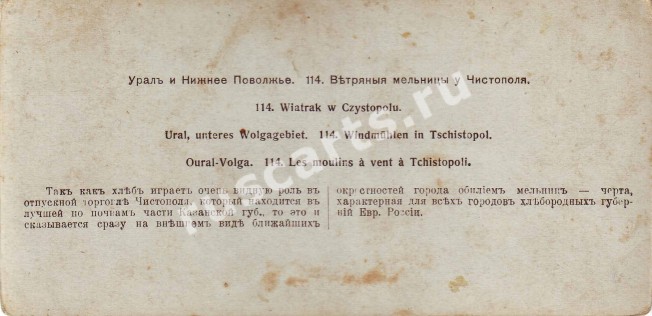 Уралъ и Нижнее Поволжье. 114. Вѣтряныя мельницы у Чистополя.
114. Wiatrak w Czystopolu.
Ural, unteres Wolgagebiet. 114. Windmühlen in Tschistopol.
Oural-Volga. 114. Les moulins à vent à Tchistopoli.
Такъ какъ хлѣбъ играетъ очень видную роль въ
отпускной торговлѣ Чистополя, который находится въ
лучшей по почвамъ части Казанской губ., то это и
сказывается сразу на внѣшнемъ видѣ ближайшихъ
окрестностей города обиліемъ мельницъ — черта,
характерная для всѣхъ городовъ хлѣбородныхъ губер-
ній Евр. Россіи.
ruscarts.ru